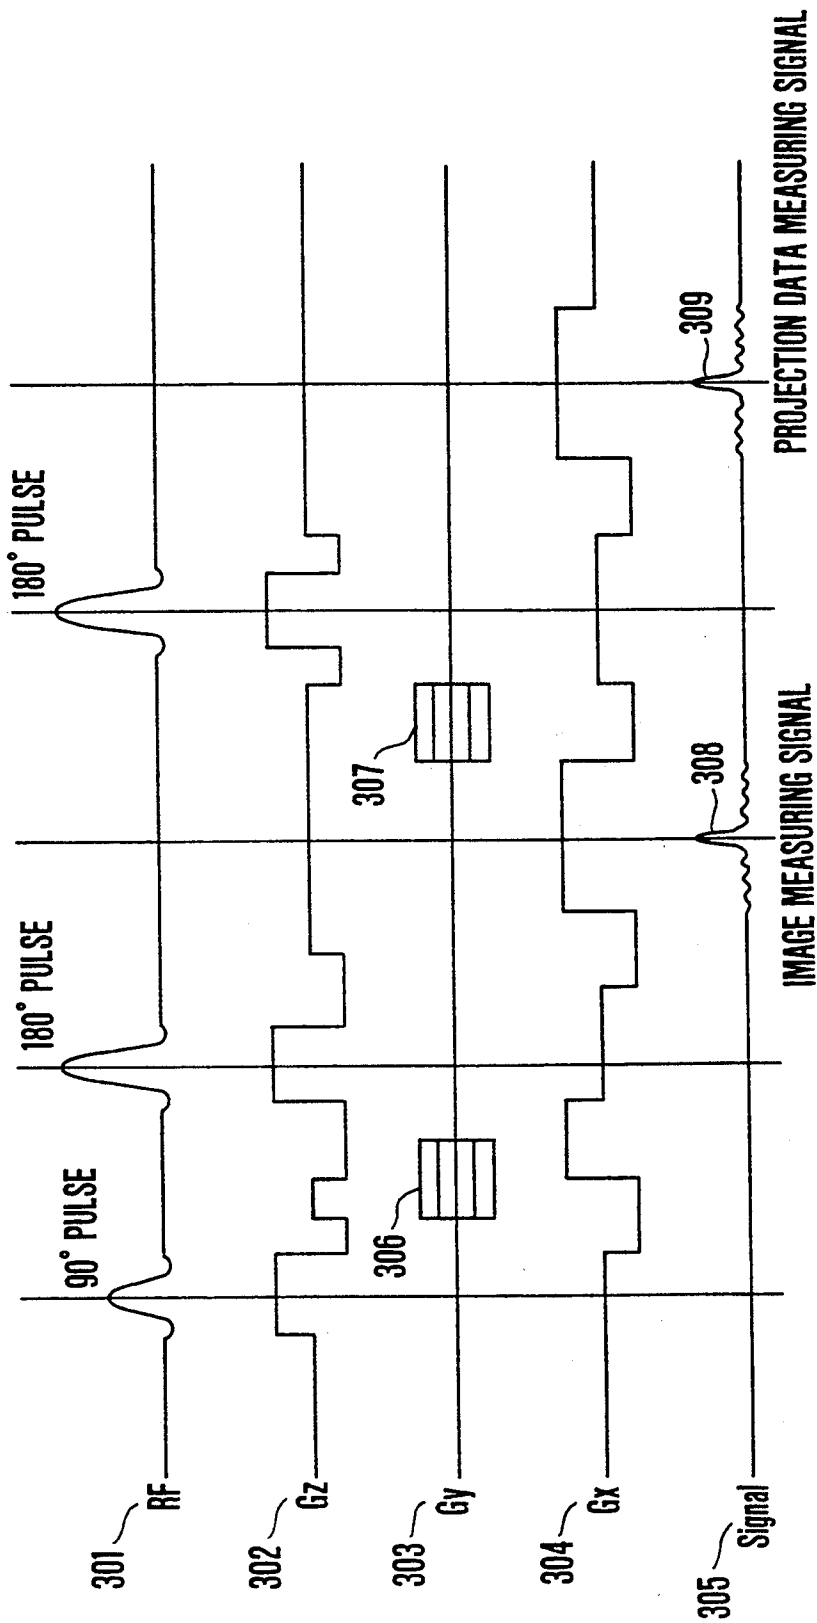 90° PULSE
180° PULSE
180° PULSE
301
RF
302
Gz
303
Gy
306
307
304
Gx
305
Signal
308
309
IMAGE MEASURING SIGNAL
PROJECTION DATA MEASURING SIGNAL